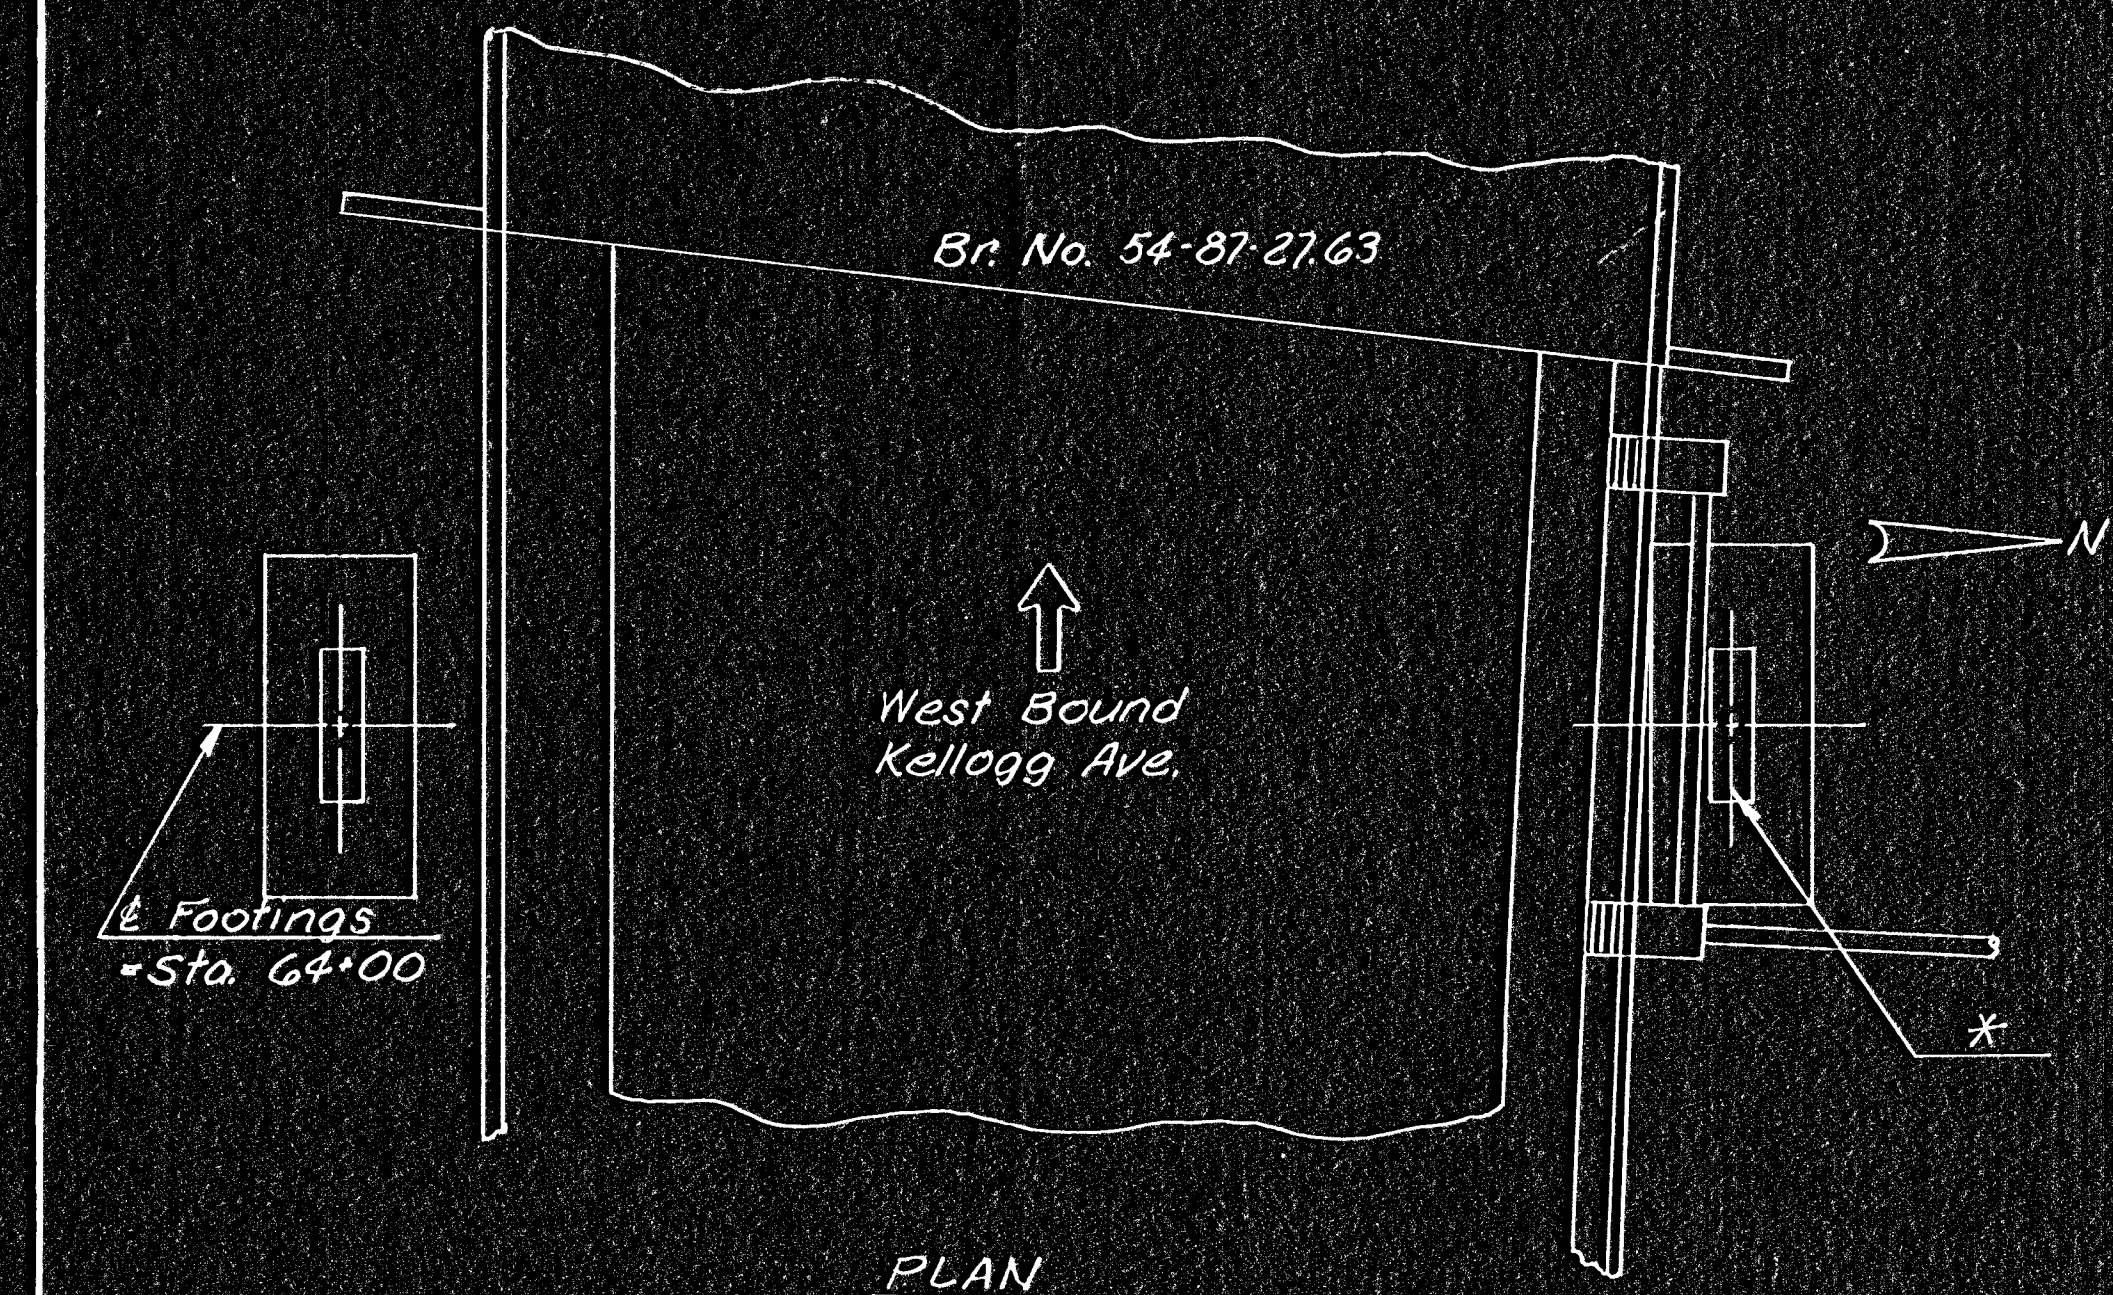 Br. No. 54-87-27.63
N
West Bound
Kellogg Ave.
℄ Footings
=Sta. 64+00
*
PLAN